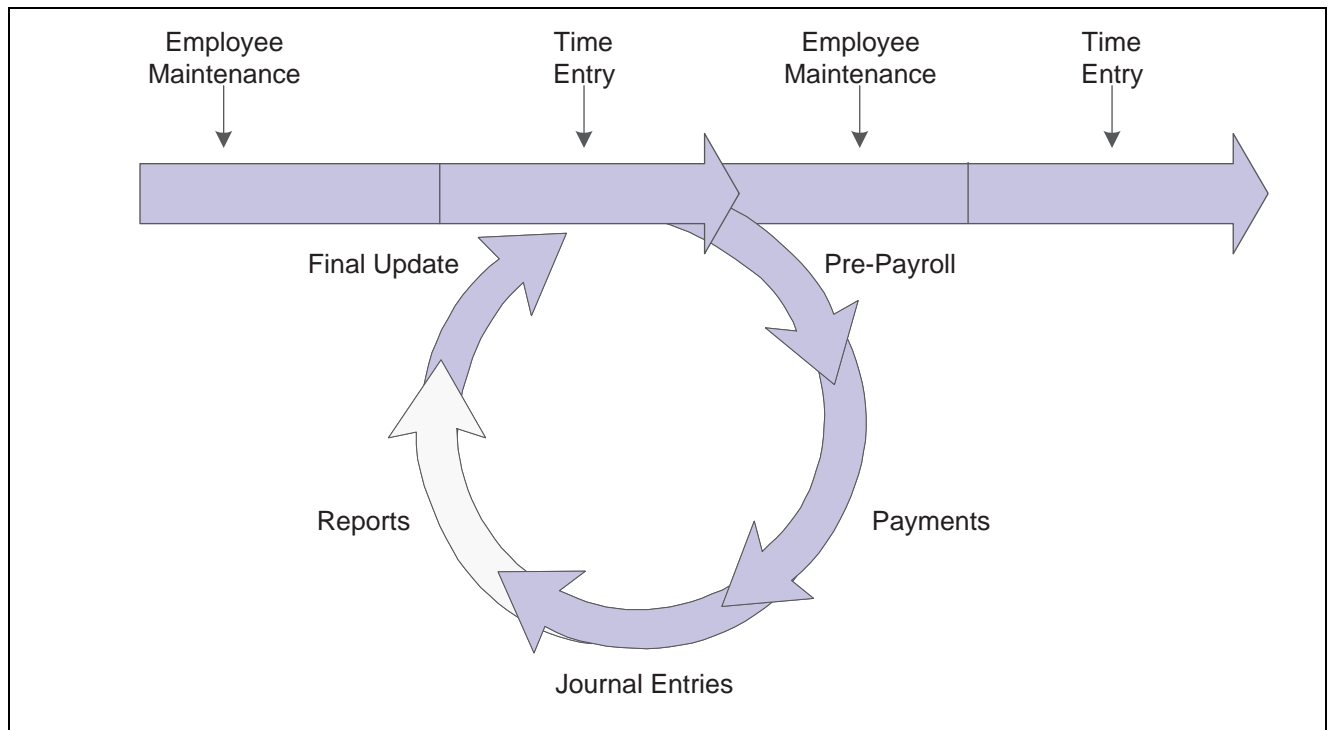 Employee
Maintenance
Time
Entry
Employee
Maintenance
Time
Entry
Final Update
Pre-Payroll
Reports
Payments
Journal Entries